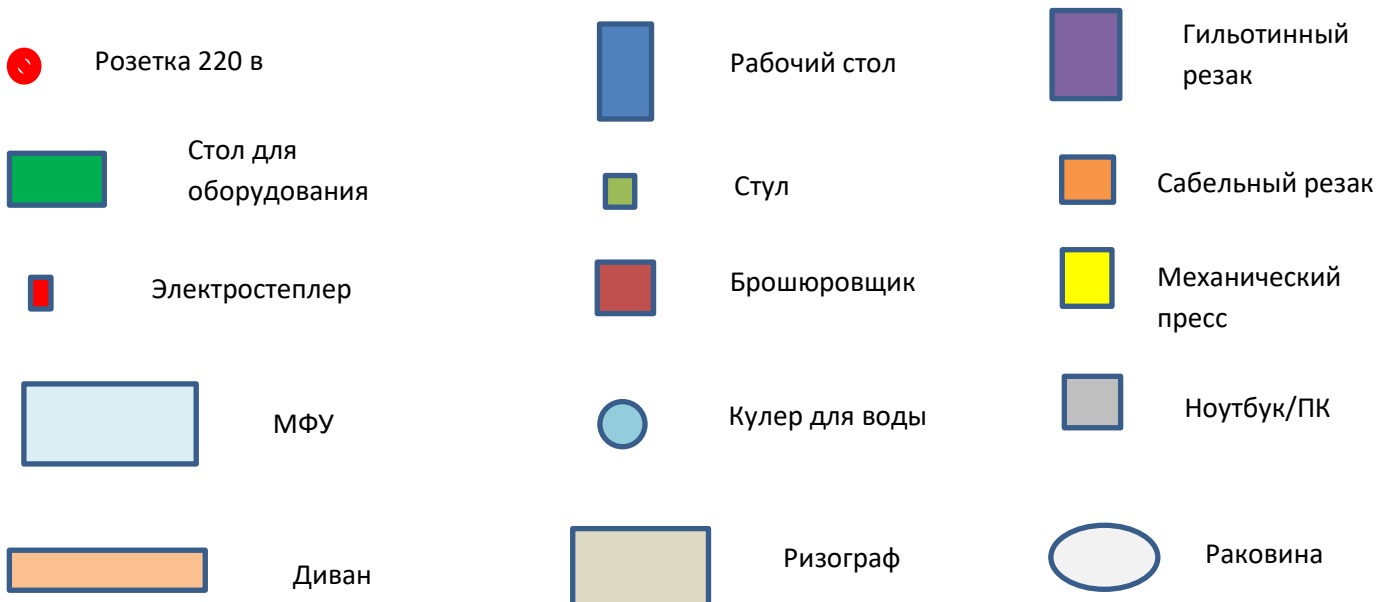 Розетка 220 в
Рабочий стол
Гильотинный
резак
Стол для
оборудования
Стул
Сабельный резак
Электростеплер
Брошюровщик
Механический
пресс
МФУ
Кулер для воды
Ноутбук/ПК
Диван
Ризограф
Раковина